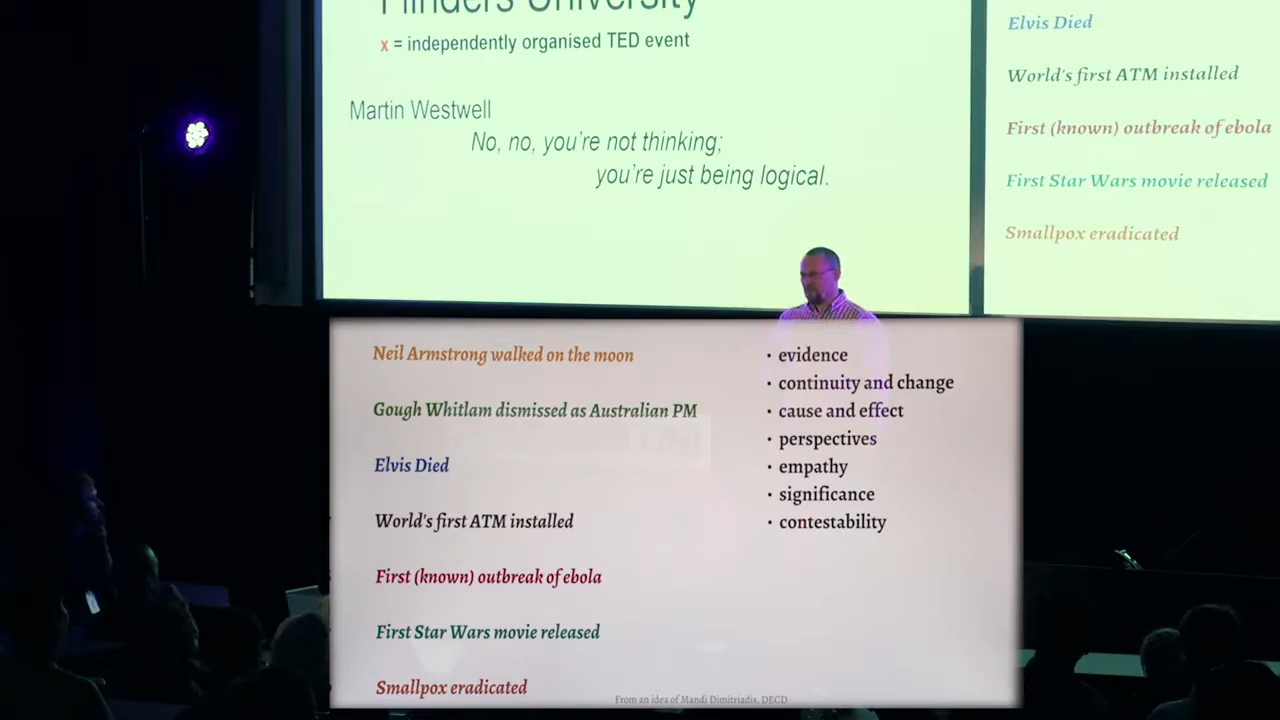 Flinders University
x = independently organised TED event
Martin Westwell
No, no, you're not thinking;
you're just being logical.
Elvis Died
World's first ATM installed
First (known) outbreak of ebola
First Star Wars movie released
Smallpox eradicated
Neil Armstrong walked on the moon
Gough Whitlam dismissed as Australian PM
Elvis Died
World's first ATM installed
First (known) outbreak of ebola
First Star Wars movie released
Smallpox eradicated
• evidence
• continuity and change
• cause and effect
• perspectives
• empathy
• significance
• contestability
From an idea of Mandi Dimitriadis, DECD